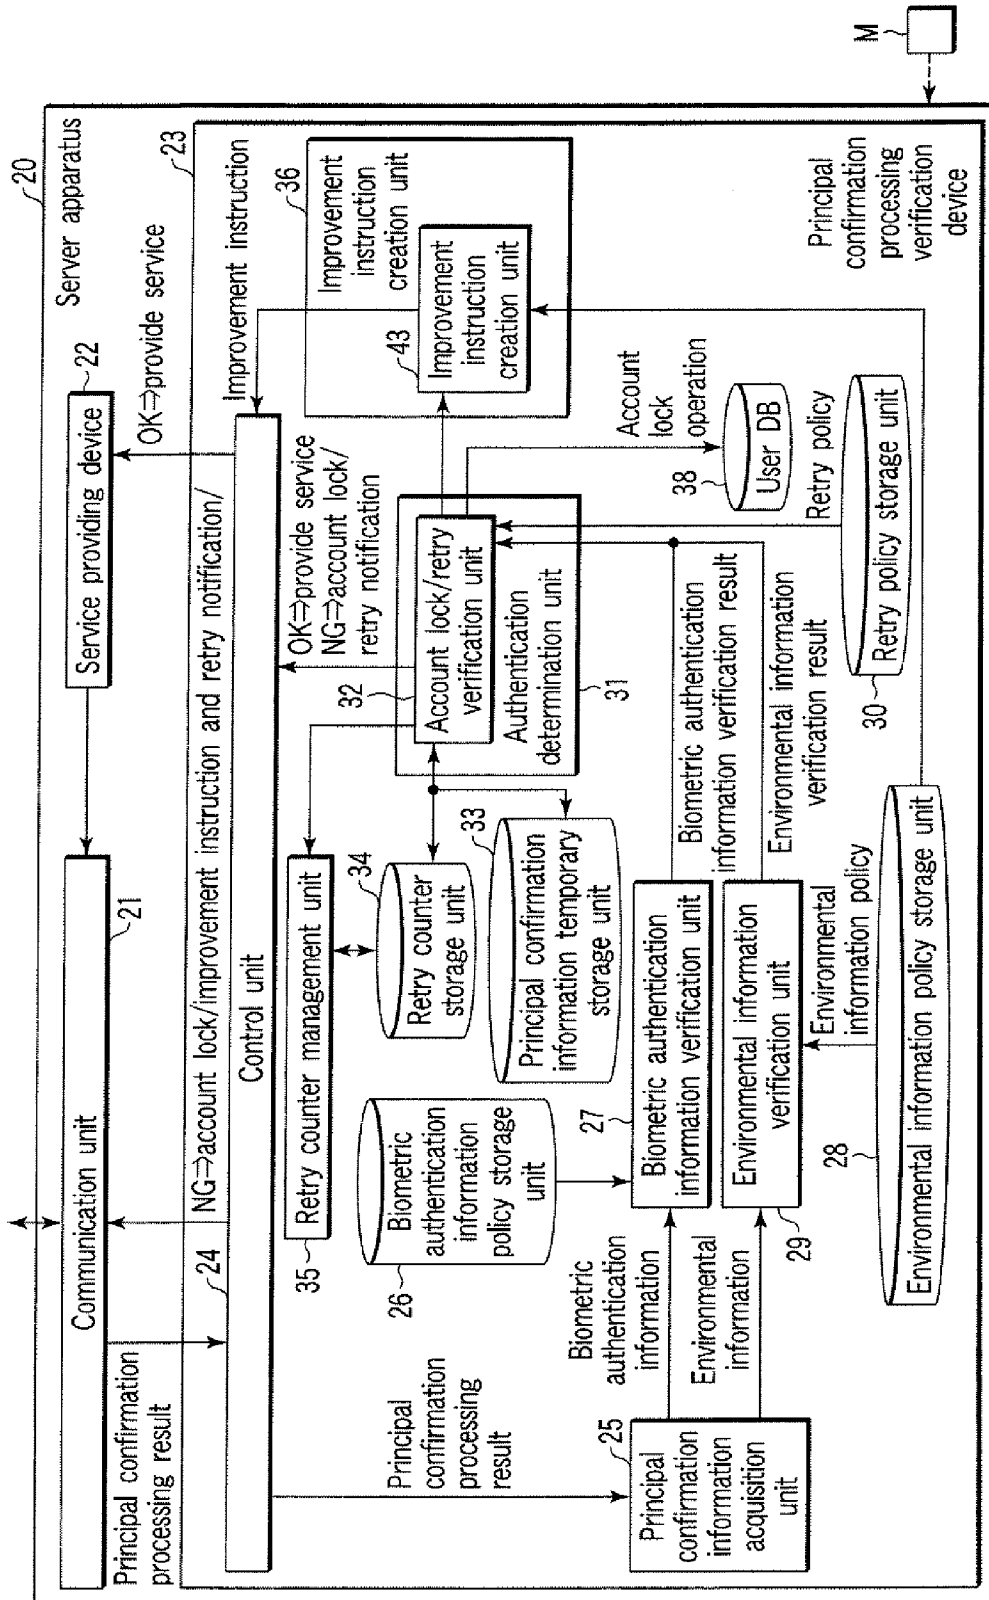 20
Server apparatus
Communication unit
21
Service providing device
22
OK⇒provide service
Principal confirmation
processing result
NG⇒account lock/improvement instruction and retry notification/
Improvement instruction
23
24
Control unit
Principal
confirmation
processing
result
35
Retry counter management unit
34
Retry counter
storage unit
33
Principal confirmation
information temporary
storage unit
26
Biometric
authentication
information
policy storage
unit
OK⇒provide service
NG⇒account lock/
retry notification
32
Account lock/retry
verification unit
Authentication
determination unit
31
36
Improvement
instruction
creation unit
43
Improvement
instruction
creation unit
Account
lock
operation
38
User DB
25
Principal
confirmation
information
acquisition
unit
Biometric
authentication
information
Environmental
information
27
Biometric authentication
information verification unit
Environmental information
verification unit
29
Biometric authentication
information verification result
Environmental information
verification result
Environmental
information policy
28
Environmental information policy storage unit
Retry policy
30
Retry policy storage unit
Principal
confirmation
processing
verification
device
M